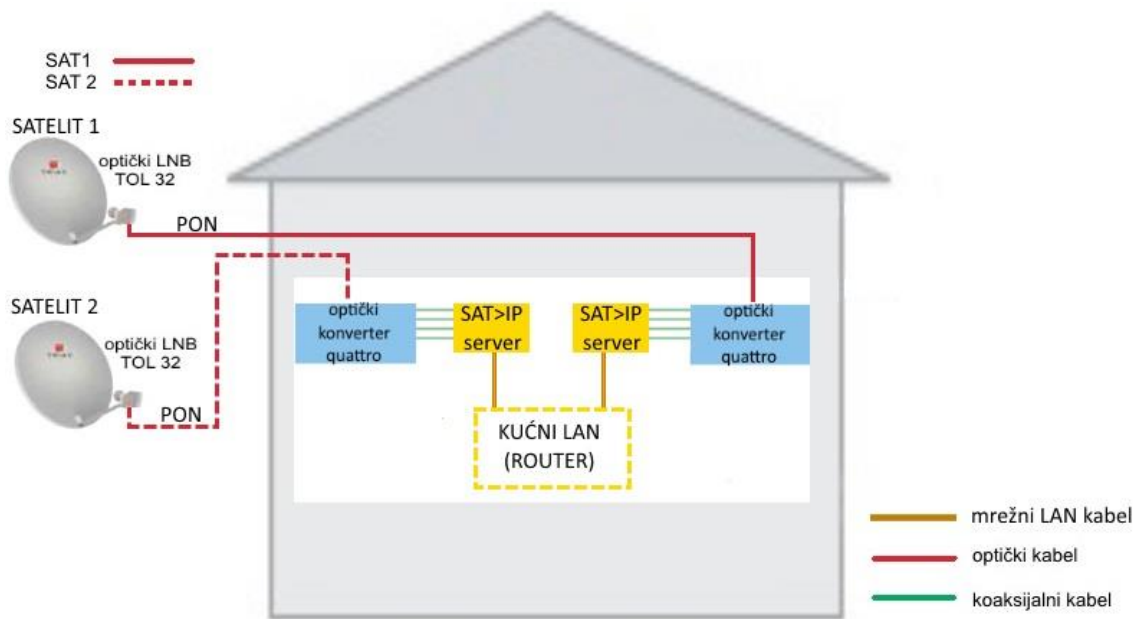 SAT1
SAT 2
SATELIT 1
optički LNB
TOL 32
PON
SATELIT 2
optički LNB
TOL 32
PON
optički
konverter
quattro
SAT>IP
server
SAT>IP
server
optički
konverter
quattro
KUĆNI LAN
(ROUTER)
mrežni LAN kabel
optički kabel
koaksijalni kabel